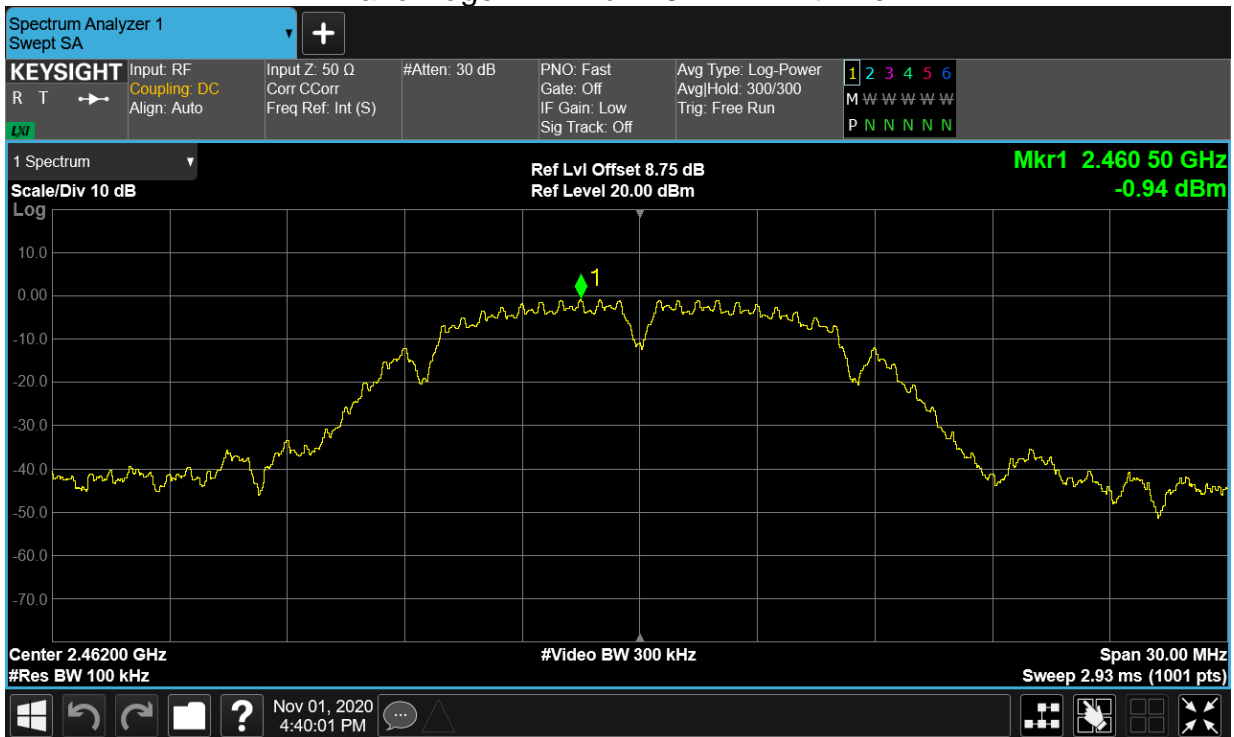 Spectrum Analyzer 1
Swept SA
KEYSIGHT
R T
LXI
Input: RF
Coupling: DC
Align: Auto
Input Z: 50 Ω
Corr CCorr
Freq Ref: Int (S)
#Atten: 30 dB
PNO: Fast
Gate: Off
IF Gain: Low
Sig Track: Off
Avg Type: Log-Power
Avg|Hold: 300/300
Trig: Free Run
1 2 3 4 5 6
M W W W W W
P N N N N N
1 Spectrum
Scale/Div 10 dB
Log
Ref Lvl Offset 8.75 dB
Ref Level 20.00 dBm
Mkr1 2.460 50 GHz
-0.94 dBm
10.0
0.00
-10.0
-20.0
-30.0
-40.0
-50.0
-60.0
-70.0
1
Center 2.46200 GHz
#Res BW 100 kHz
#Video BW 300 kHz
Span 30.00 MHz
Sweep 2.93 ms (1001 pts)
?
Nov 01, 2020
4:40:01 PM